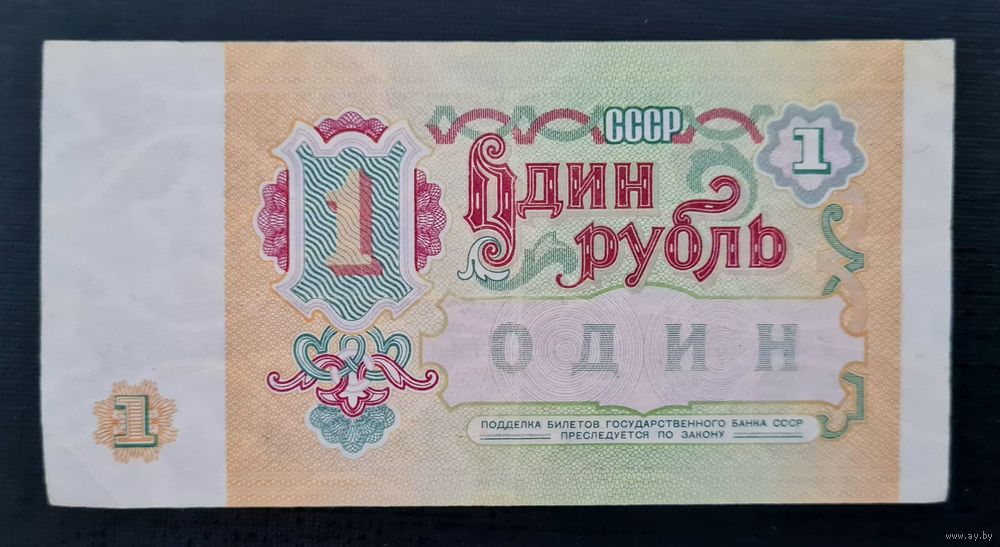 СССР
1
1
Один
рубль
ОДИН
1
ПОДДЕЛКА БИЛЕТОВ ГОСУДАРСТВЕННОГО БАНКА СССР
ПРЕСЛЕДУЕТСЯ ПО ЗАКОНУ
www.ay.by